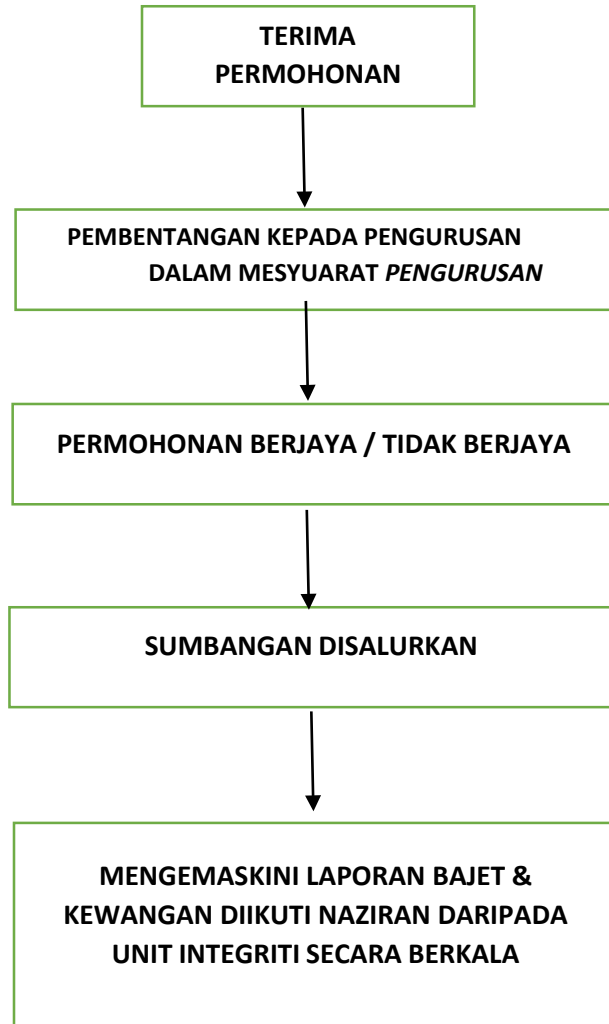 TERIMA
PERMOHONAN
PEMBENTANGAN KEPADA PENGURUSAN
DALAM MESYUARAT PENGURUSAN
PERMOHONAN BERJAYA / TIDAK BERJAYA
SUMBANGAN DISALURKAN
MENGEMASKINI LAPORAN BAJET &
KEWANGAN DIIKUTI NAZIRAN DARIPADA
UNIT INTEGRITI SECARA BERKALA